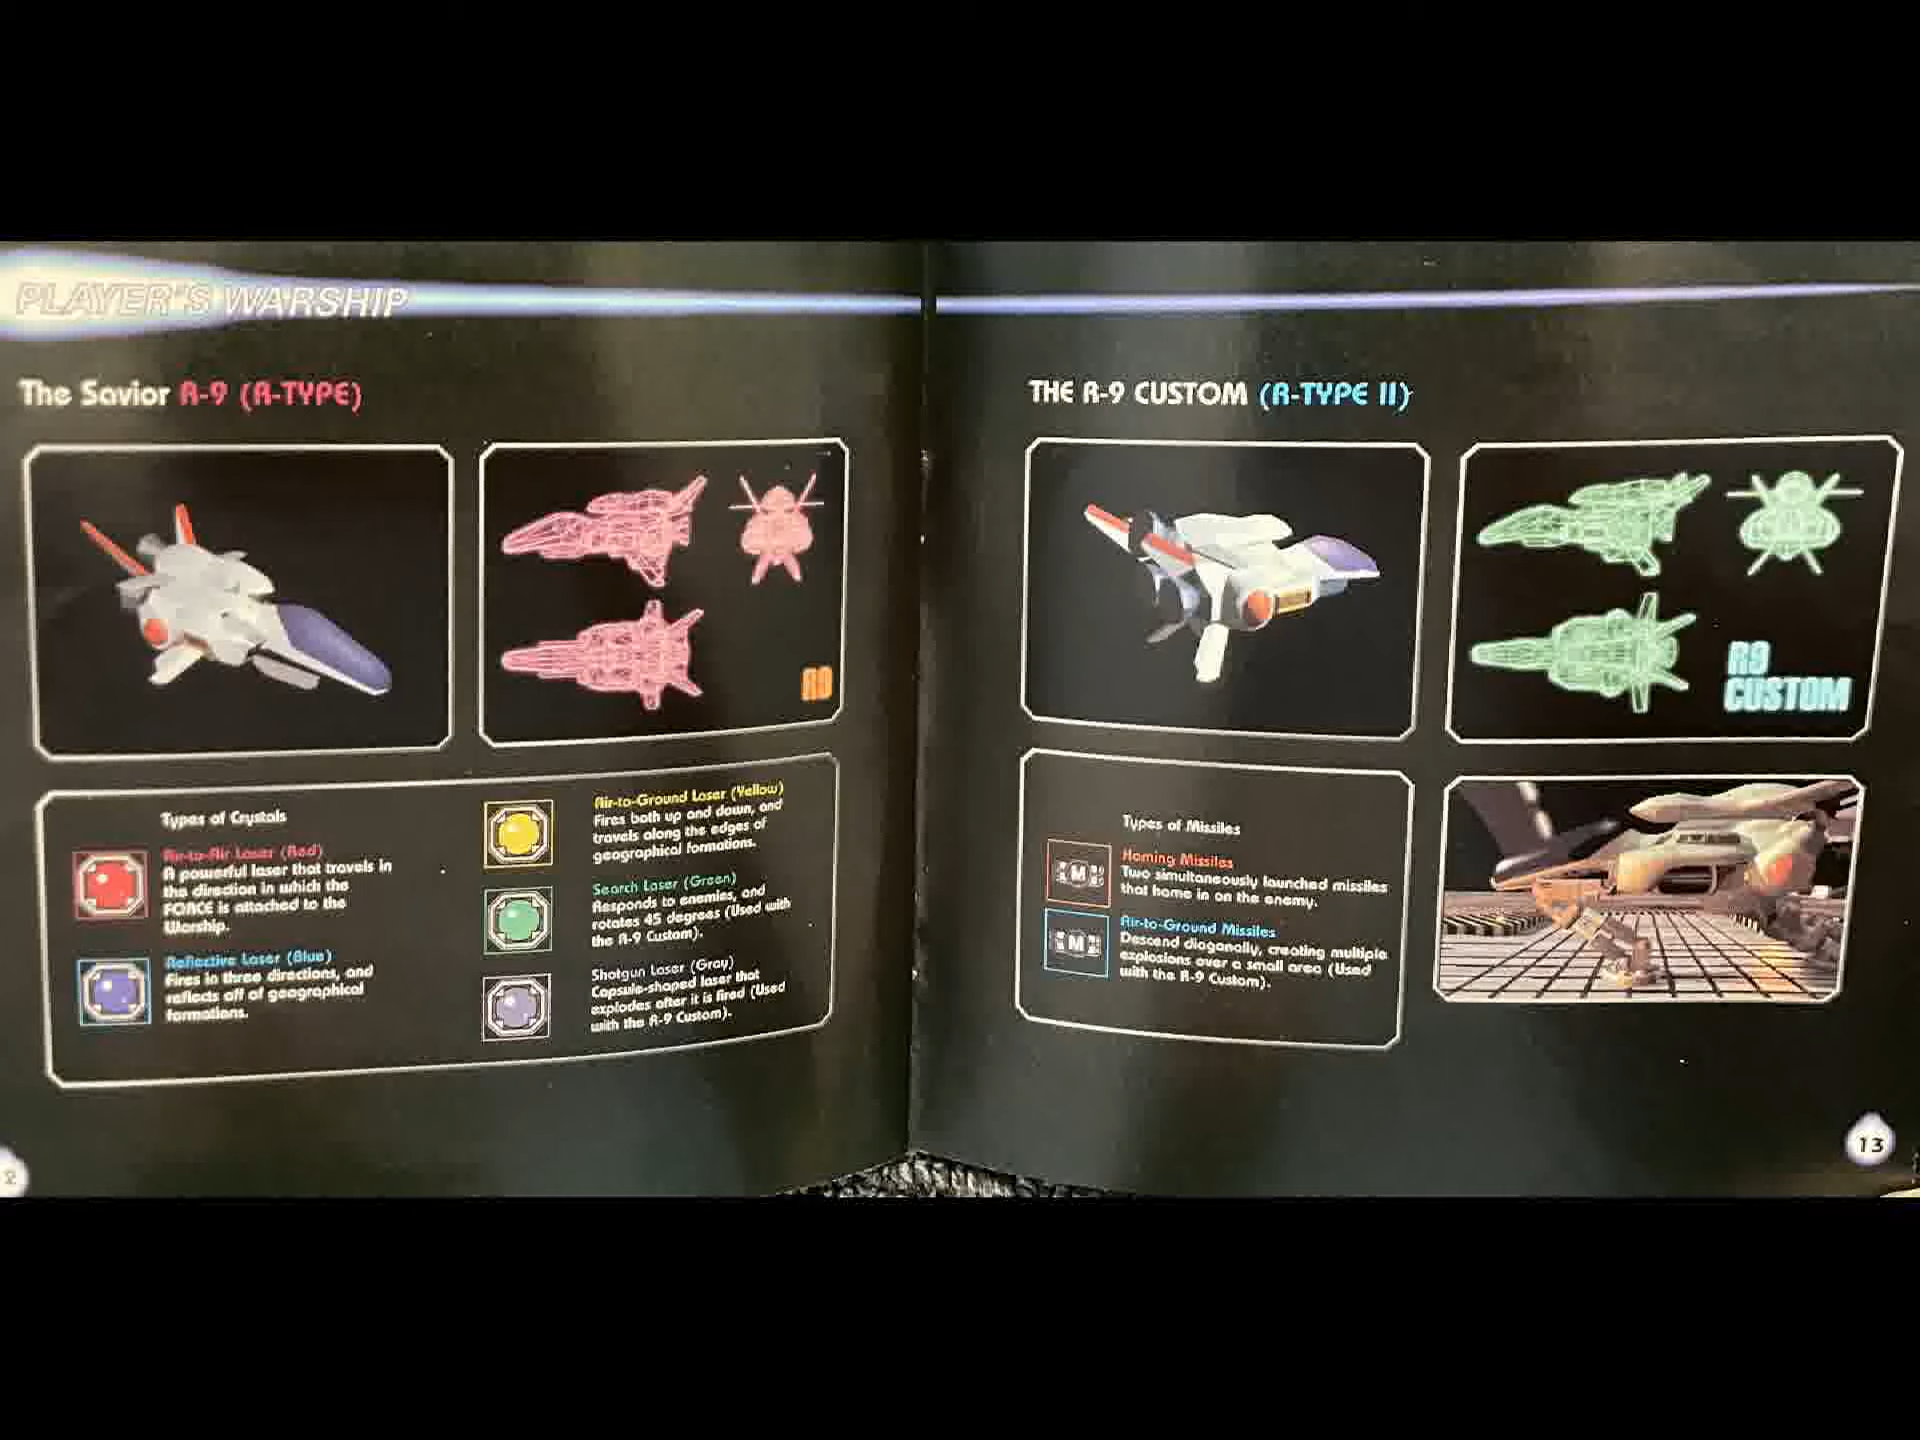 PLAYER'S WARSHIP
The Savior R-9 (R-TYPE)
R9
Types of Crystals
Air-to-Air Laser (Red)
A powerful laser that travels in
the direction in which the
FORCE is attached to the
Warship.
Reflective Laser (Blue)
Fires in three directions, and
reflects off of geographical
formations.
Air-to-Ground Laser (Yellow)
Fires both up and down, and
travels along the edges of
geographical formations.
Search Laser (Green)
Responds to enemies, and
rotates 45 degrees (Used with
the R-9 Custom).
Shotgun Laser (Gray)
Capsule-shaped laser that
explodes after it is fired (Used
with the R-9 Custom).
2
THE R-9 CUSTOM (R-TYPE II)
R9
CUSTOM
Types of Missiles
M
Homing Missiles
Two simultaneously launched missiles
that home in on the enemy.
M
Air-to-Ground Missiles
Descend diagonally, creating multiple
explosions over a small area (Used
with the R-9 Custom).
13